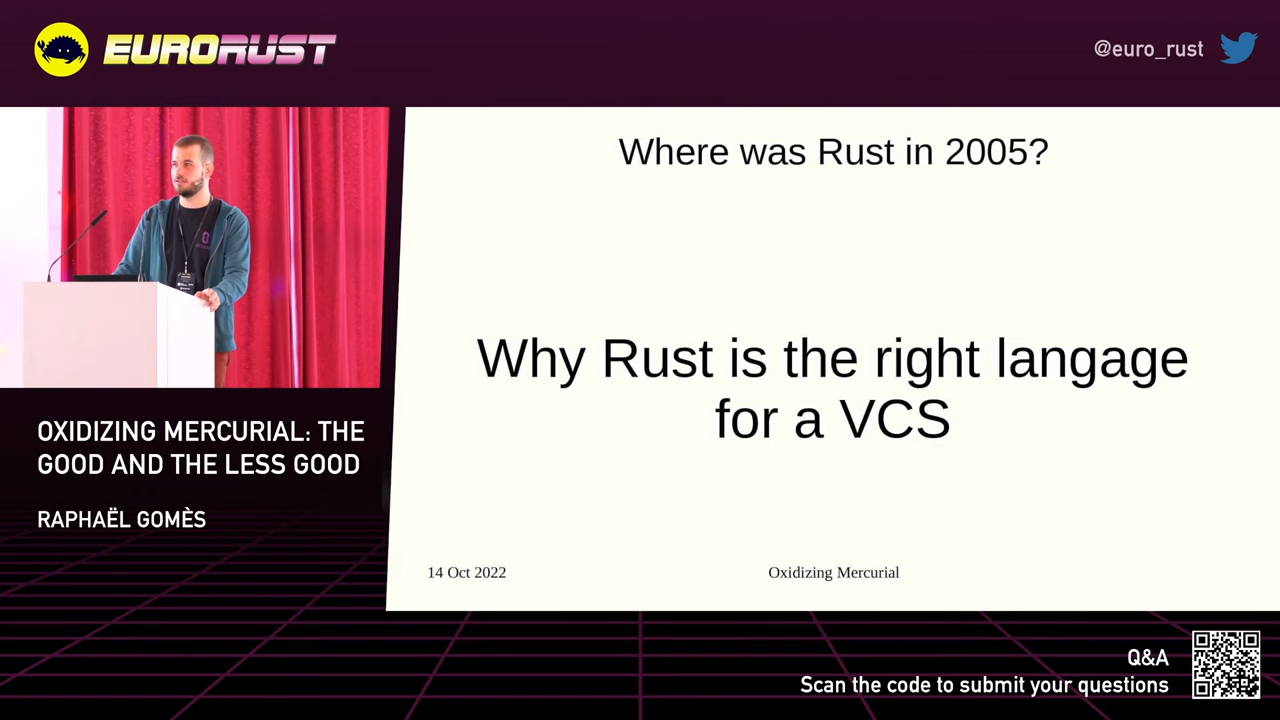 EURORUST
@euro_rust
Where was Rust in 2005?
Why Rust is the right langage
for a VCS
14 Oct 2022
Oxidizing Mercurial
OXIDIZING MERCURIAL: THE
GOOD AND THE LESS GOOD
RAPHAËL GOMÈS
Q&A
Scan the code to submit your questions